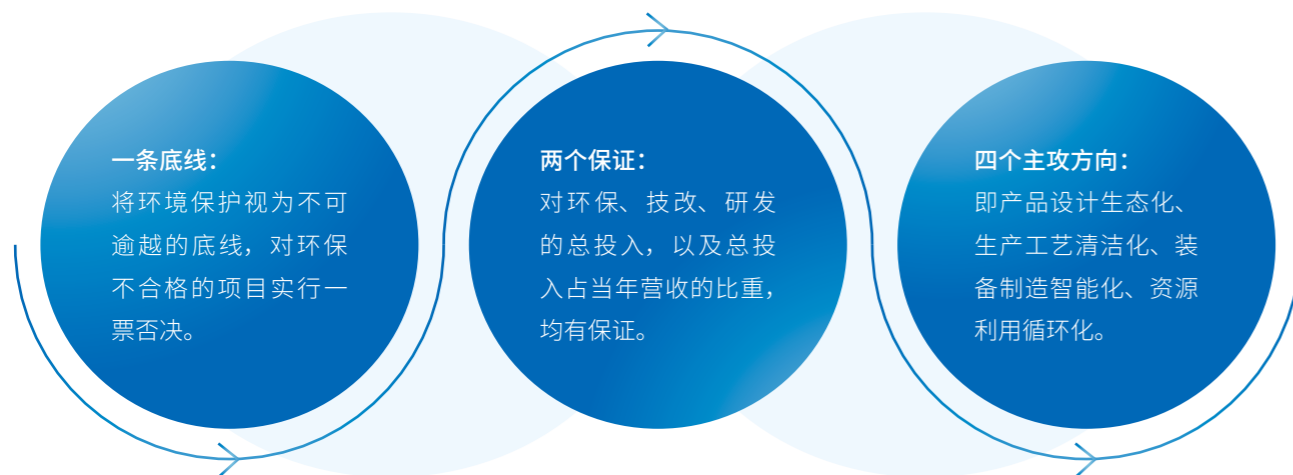 一条底线：
将环境保护视为不可
逾越的底线，对环保
不合格的项目实行一
票否决。
两个保证：
对环保、技改、研发
的总投入，以及总投
入占当年营收的比重，
均有保证。
四个主攻方向：
即产品设计生态化、
生产工艺清洁化、装
备制造智能化、资源
利用循环化。